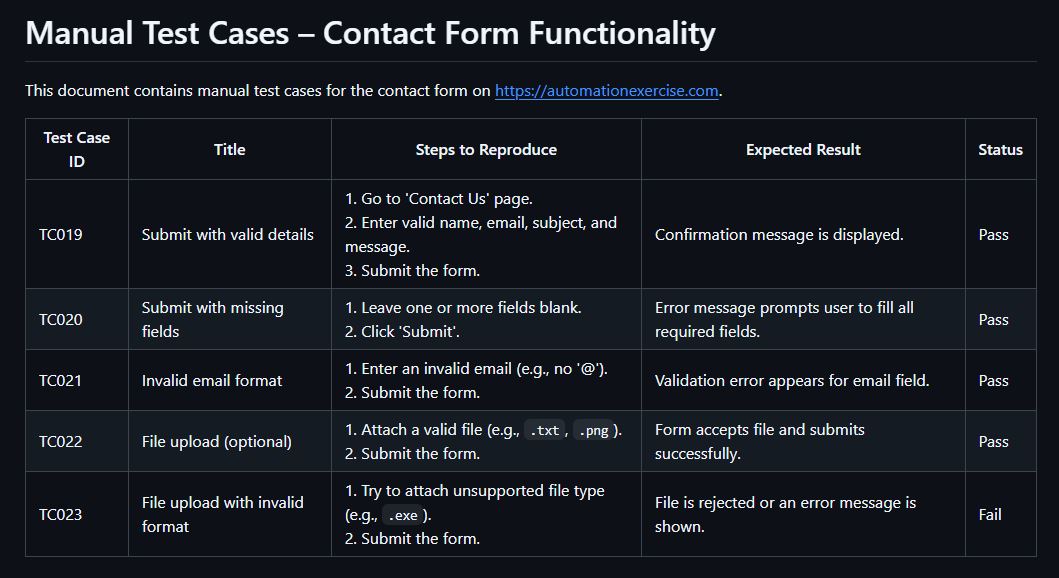 Manual Test Cases – Contact Form Functionality
This document contains manual test cases for the contact form on https://automationexercise.com.
Test Case
ID
Title
Steps to Reproduce
Expected Result
Status
TC019
Submit with valid details
1. Go to 'Contact Us' page.
2. Enter valid name, email, subject, and
message.
3. Submit the form.
Confirmation message is displayed.
Pass
TC020
Submit with missing
fields
1. Leave one or more fields blank.
2. Click 'Submit'.
Error message prompts user to fill all
required fields.
Pass
TC021
Invalid email format
1. Enter an invalid email (e.g., no '@').
2. Submit the form.
Validation error appears for email field.
Pass
TC022
File upload (optional)
1. Attach a valid file (e.g., .txt, .png).
2. Submit the form.
Form accepts file and submits
successfully.
Pass
TC023
File upload with invalid
format
1. Try to attach unsupported file type
(e.g., .exe).
2. Submit the form.
File is rejected or an error message is
shown.
Fail